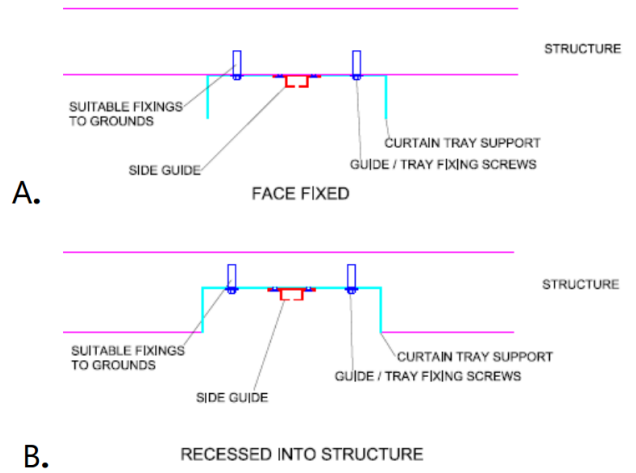 STRUCTURE
SUITABLE FIXINGS
TO GROUNDS
CURTAIN TRAY SUPPORT
SIDE GUIDE
GUIDE / TRAY FIXING SCREWS
A.
FACE FIXED
STRUCTURE
SUITABLE FIXINGS
TO GROUNDS
CURTAIN TRAY SUPPORT
GUIDE / TRAY FIXING SCREWS
SIDE GUIDE
B.
RECESSED INTO STRUCTURE